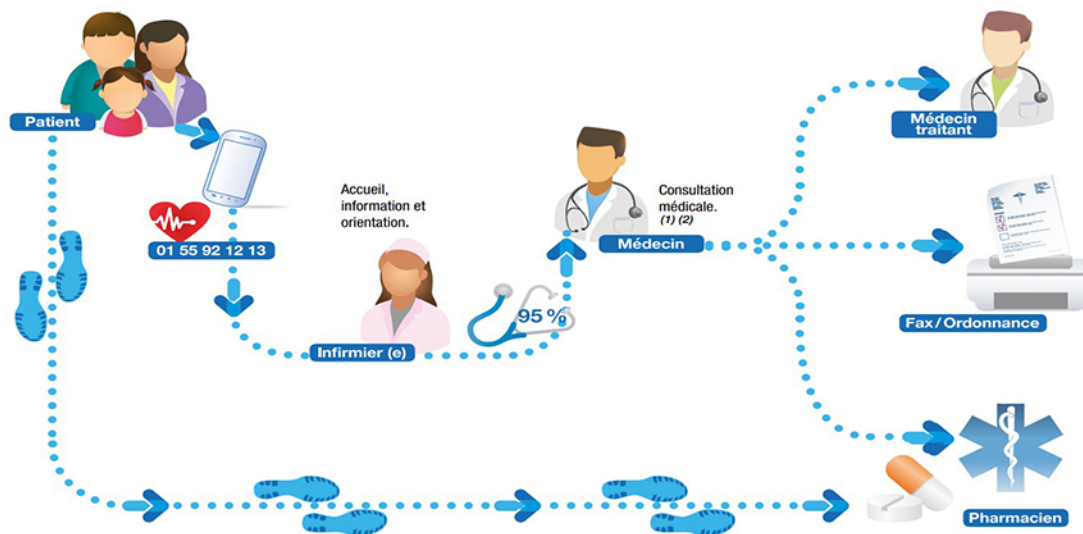 Patient
01 55 92 12 13
Accueil,
information et
orientation.
Infirmier (e)
95 %
Consultation
médicale.
(1) (2)
Médecin
Médecin
traitant
Fax / Ordonnance
Pharmacien